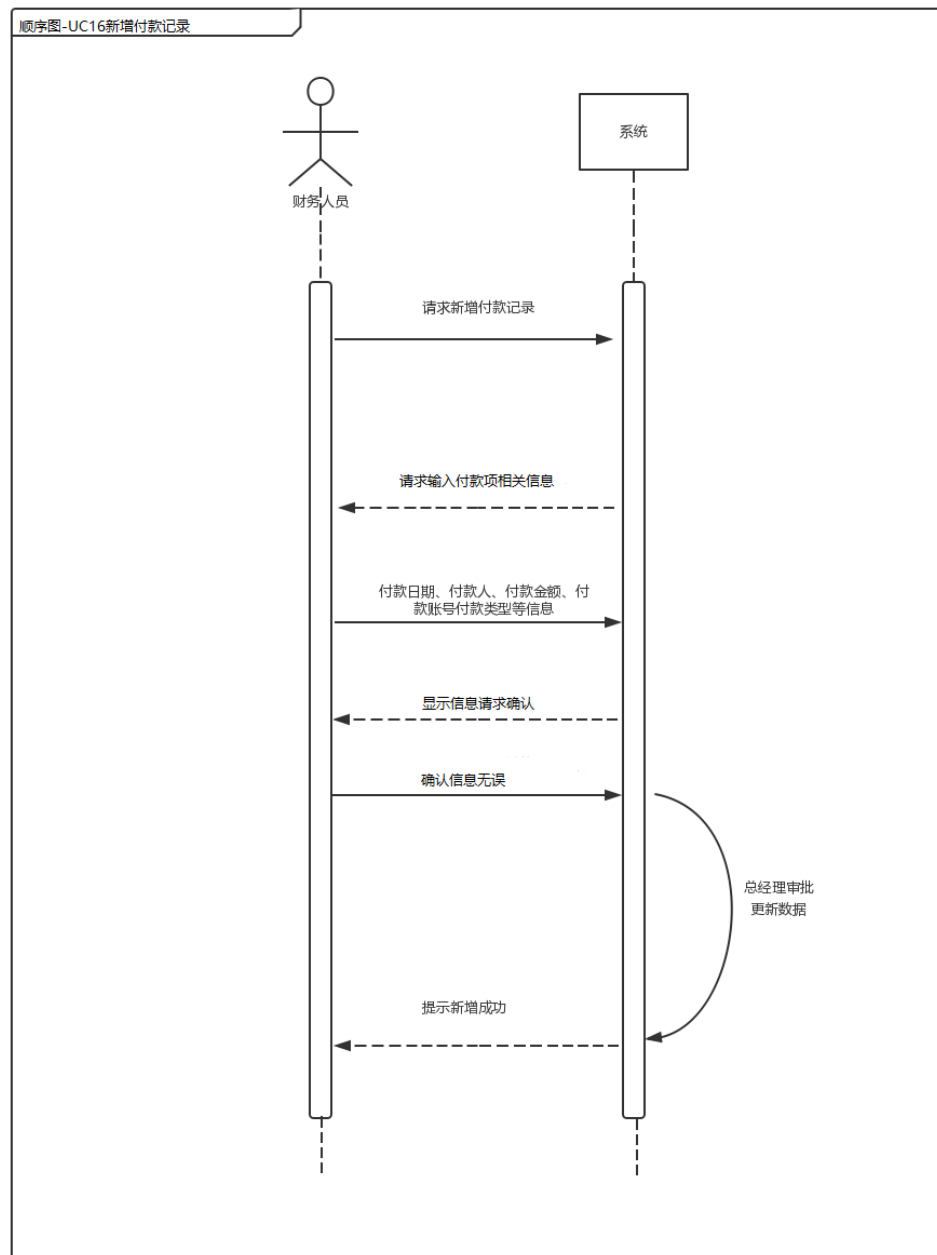 顺序图-UC16新增付款记录
系统
财务人员
请求新增付款记录
请求输入付款项相关信息
付款日期、付款人、付款金额、付
款账号付款类型等信息
显示信息请求确认
确认信息无误
总经理审批
更新数据
提示新增成功